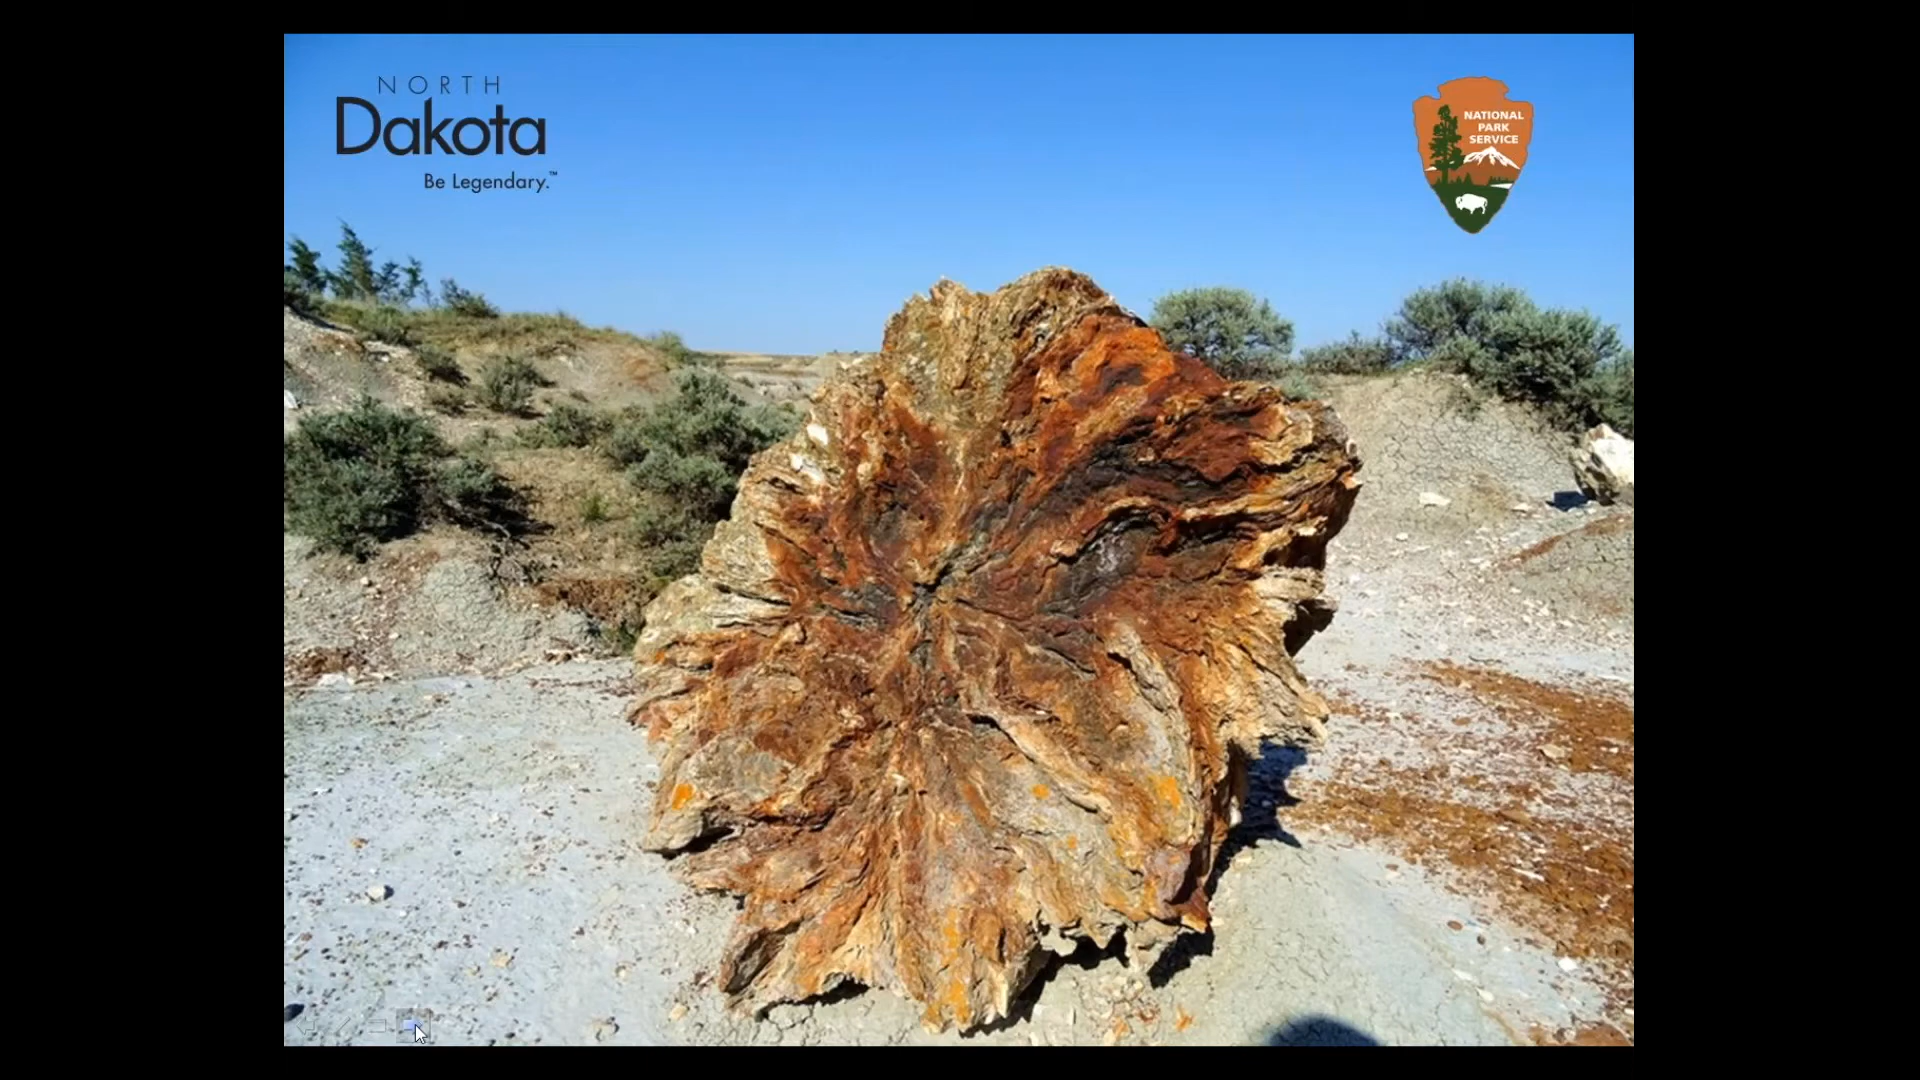 NORTH
Dakota
Be Legendary.™
NATIONAL
PARK
SERVICE